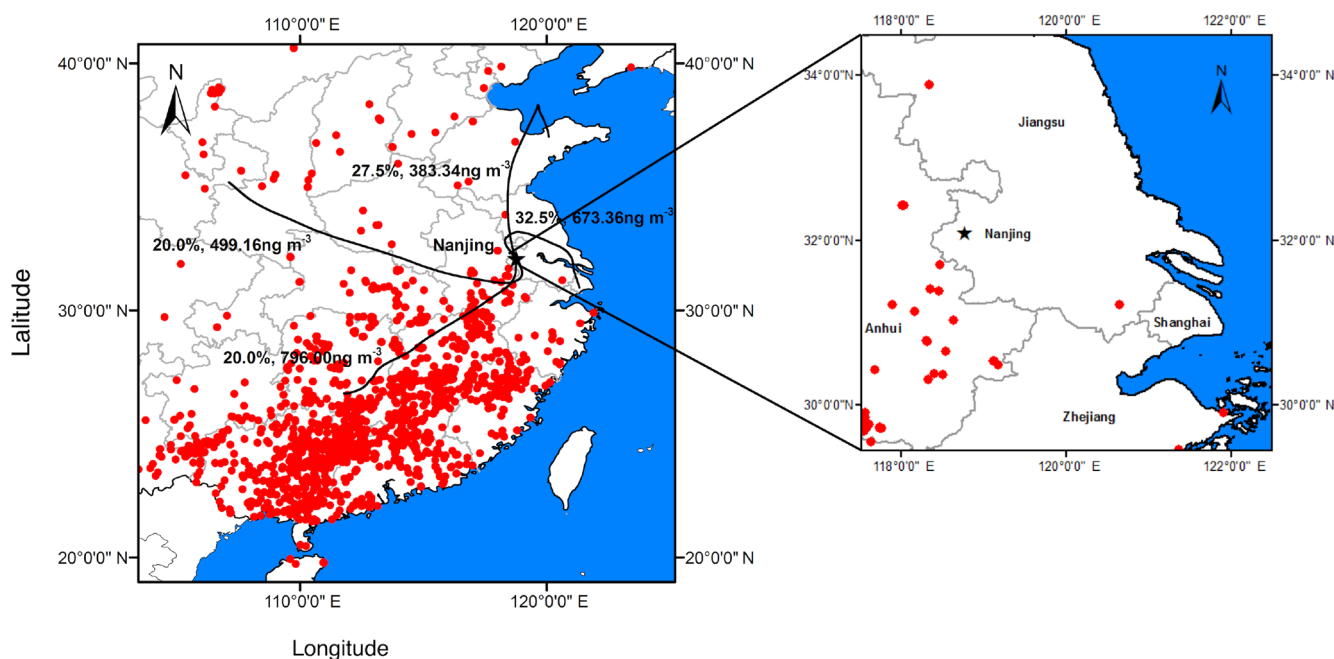 110°0'0" E
120°0'0" E
118°0'0" E
120°0'0" E
122°0'0" E
40°0'0" N
N
40°0'0" N
34°0'0"N
N
34°0'0"N
Jiangsu
27.5%, 383.34ng m-3
32.5%, 673.36ng m-3
20.0%, 499.16ng m-3
Nanjing
32°0'0"N
Nanjing
32°0'0"N
30°0'0" N
30°0'0" N
Anhui
Shanghai
20.0%, 796.00ng m-3
30°0'0"N
Zhejiang
30°0'0"N
118°0'0" E
120°0'0" E
122°0'0" E
20°0'0" N
20°0'0" N
110°0'0" E
120°0'0" E
Lalitude
Longitude